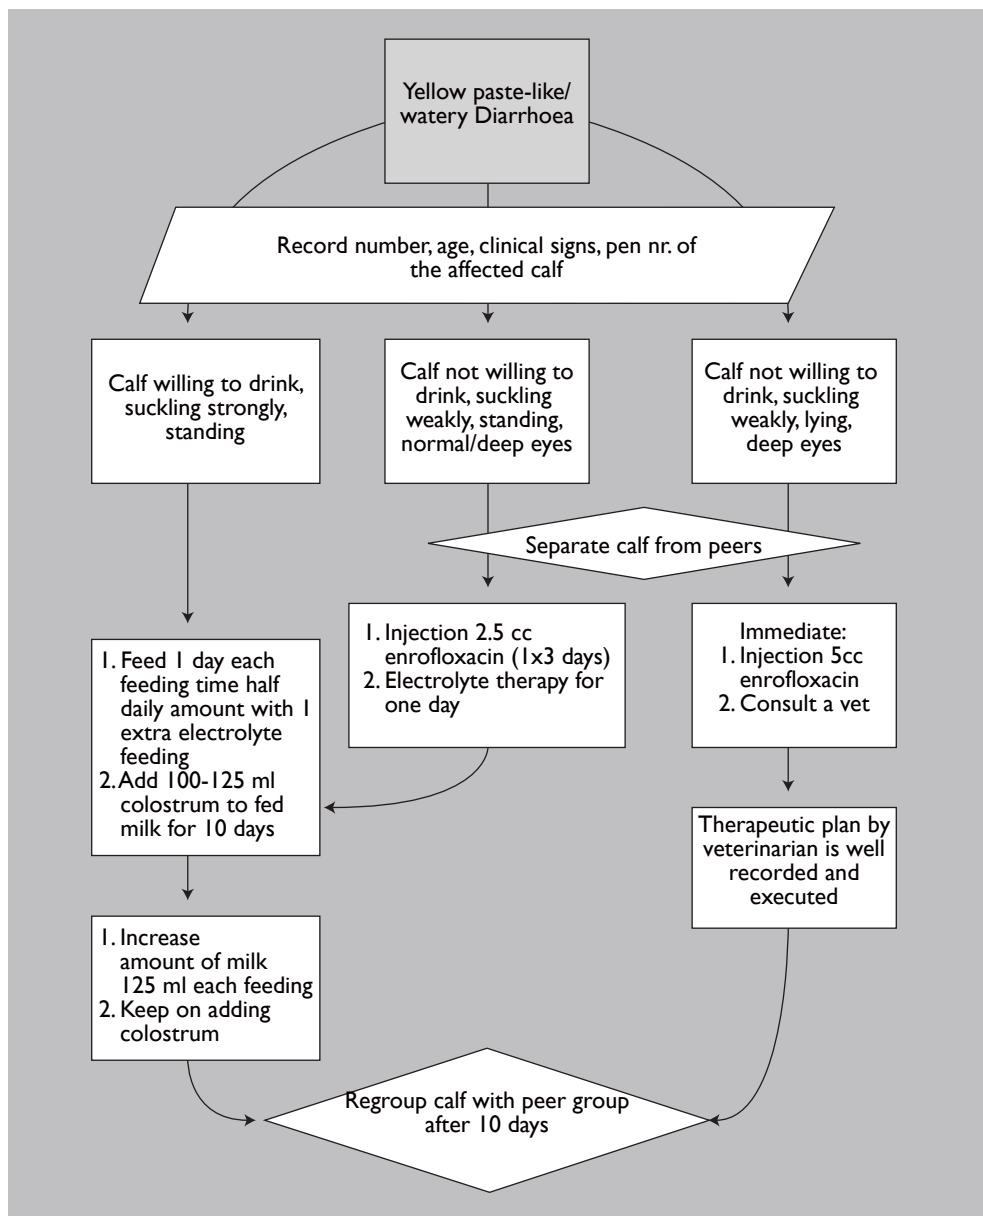 Yellow paste-like/
watery Diarrhoea
Record number, age, clinical signs, pen nr. of
the affected calf
Calf willing to drink,
suckling strongly,
standing
Calf not willing to
drink, suckling
weakly, standing,
normal/deep eyes
Calf not willing to
drink, suckling
weakly, lying,
deep eyes
Separate calf from peers
1. Feed 1 day each
feeding time half
daily amount with 1
extra electrolyte
feeding
2. Add 100-125 ml
colostrum to fed
milk for 10 days
1. Injection 2.5 cc
enrofloxacin (1x3 days)
2. Electrolyte therapy for
one day
Immediate:
1. Injection 5cc
enrofloxacin
2. Consult a vet
Therapeutic plan by
veterinarian is well
recorded and
executed
1. Increase
amount of milk
125 ml each feeding
2. Keep on adding
colostrum
Regroup calf with peer group
after 10 days